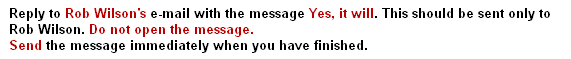 Reply to Rob Wilson's e-mail with the message Yes, it will. This should be sent only to
Rob Wilson. Do not open the message.
Send the message immediately when you have finished.